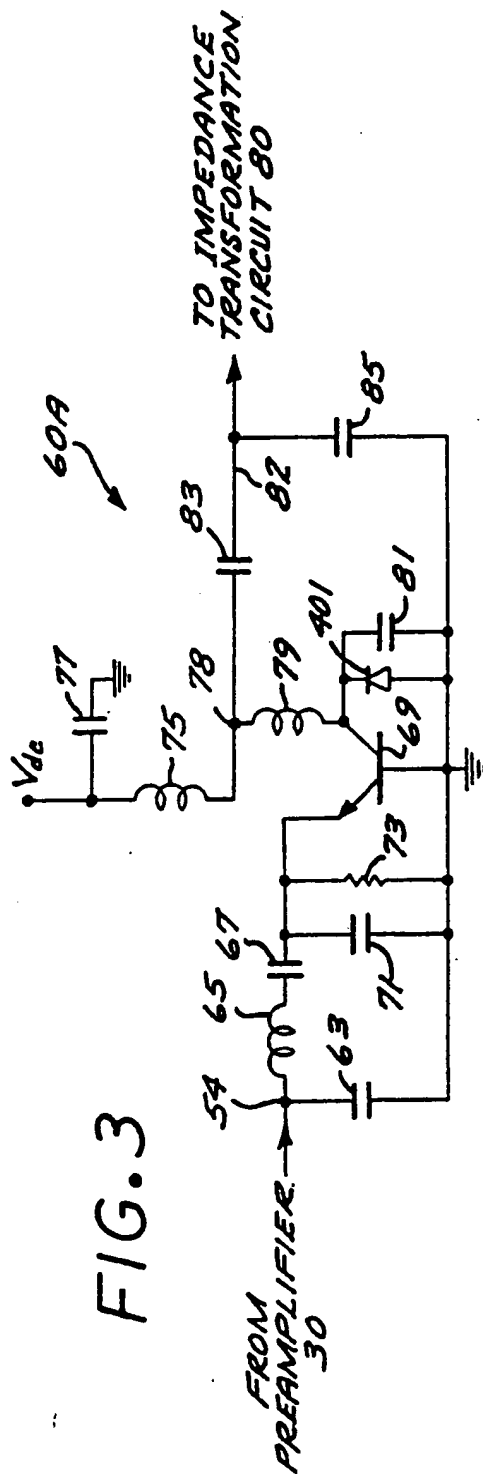 FIG.3
60A
Vdc
77
75
78
83
82
TO IMPEDANCE
TRANSFORMATION
CIRCUIT 80
79
401
81
85
FROM
PREAMPLIFIER
30
54
65
67
63
71
73
69